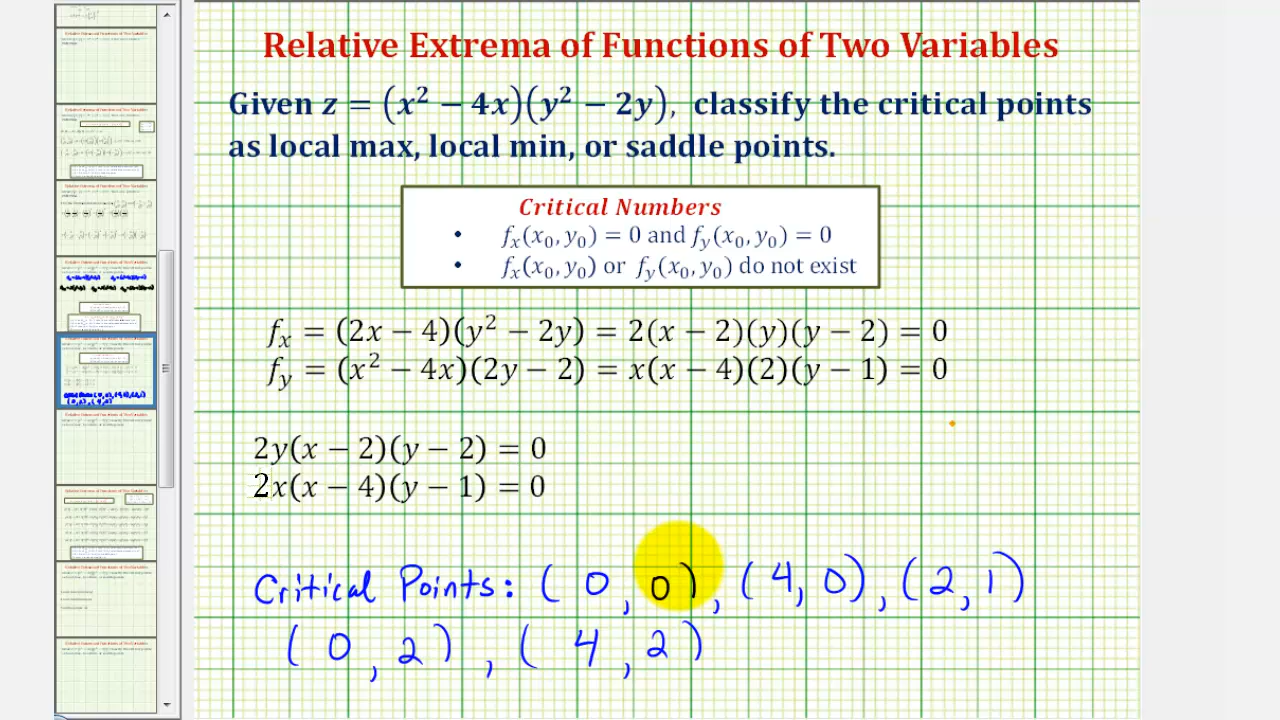 Relative Extrema of Functions of Two Variables
Given z = (x² − 4x)(y² − 2y), classify the critical points
as local max, local min, or saddle points.
Critical Numbers
• fₓ(x₀, y₀) = 0 and f_y(x₀, y₀) = 0
• fₓ(x₀, y₀) or f_y(x₀, y₀) do not exist
fₓ = (2x − 4)(y² − 2y) = 2(x − 2)(y)(y − 2) = 0
f_y = (x² − 4x)(2y − 2) = x(x − 4)(2)(y − 1) = 0
2y(x − 2)(y − 2) = 0
2x(x − 4)(y − 1) = 0
Critical Points: (0, 0), (4, 0), (2, 1)
(0, 2), (4, 2)